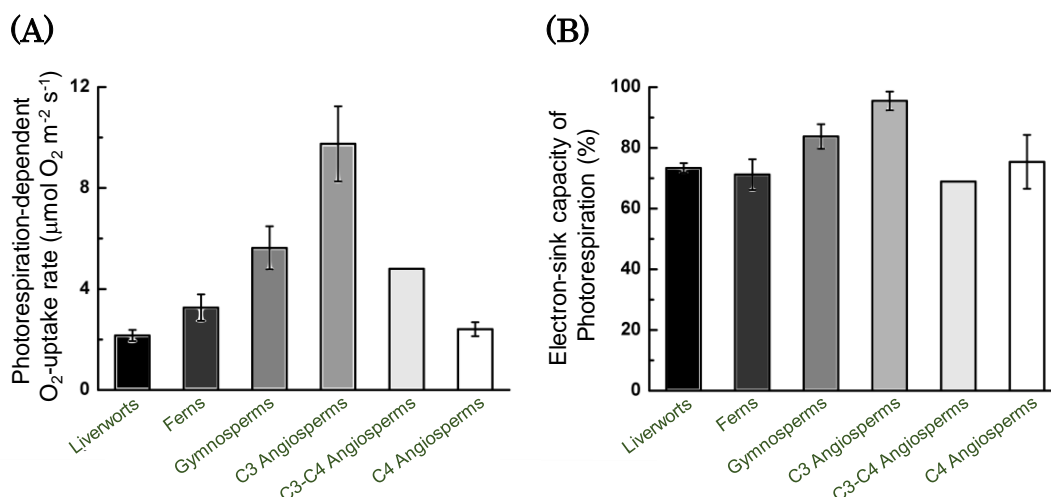 (A)
Photorespiration-dependent
O₂-uptake rate (μmol O₂ m⁻² s⁻¹)
12
8
4
0
Liverworts
Ferns
Gymnosperms
C3 Angiosperms
C3-C4 Angiosperms
C4 Angiosperms
(B)
Electron-sink capacity of
Photorespiration (%)
100
80
60
40
20
0
Liverworts
Ferns
Gymnosperms
C3 Angiosperms
C3-C4 Angiosperms
C4 Angiosperms